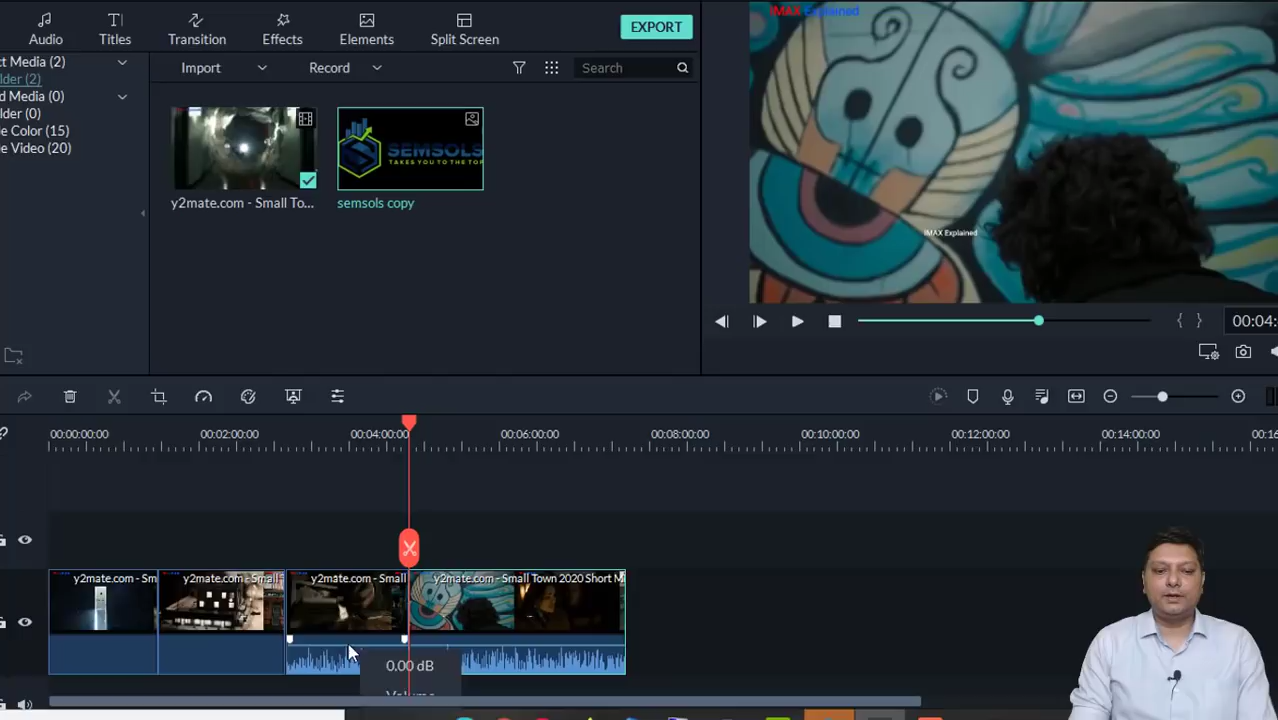 Audio
Titles
Transition
Effects
Elements
Split Screen
EXPORT
ct Media (2)
lder (2)
d Media (0)
lder (0)
e Color (15)
e Video (20)
Import
Record
Search
SEMSOLS
TAKES YOU TO THE TOP
y2mate.com - Small To...
semsols copy
IMAX Explained
IMAX Explained
00:04:
00:00:00:00
00:02:00:00
00:04:00:00
00:06:00:00
00:08:00:00
00:10:00:00
00:12:00:00
00:14:00:00
00:16
y2mate.com - Sm
y2mate.com - Small
y2mate.com - Small
y2mate.com - Small Town 2020 Short M
0.00 dB
Volume